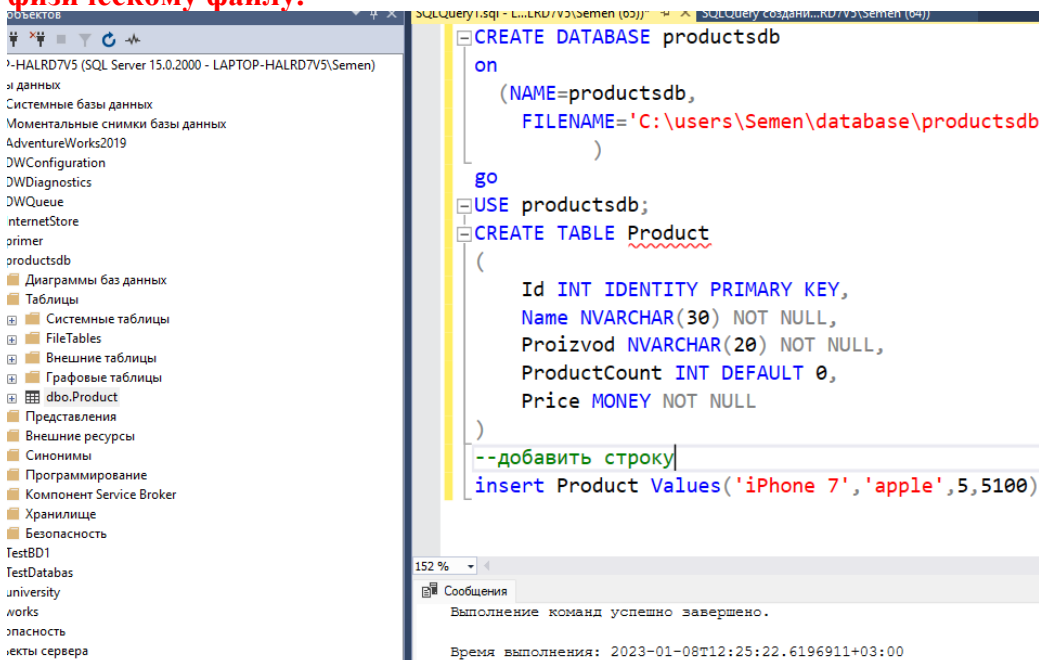 физическому файлу.
объектов
P-HALRD7V5 (SQL Server 15.0.2000 - LAPTOP-HALRD7V5\Semen)
ы данных
Системные базы данных
Моментальные снимки базы данных
AdventureWorks2019
DWConfiguration
DWDiagnostics
DWQueue
nternetStore
primer
productsdb
Диаграммы баз данных
Таблицы
Системные таблицы
FileTables
Внешние таблицы
Графовые таблицы
dbo.Product
Представления
Внешние ресурсы
Синонимы
Программирование
Компонент Service Broker
Хранилище
Безопасность
TestBD1
TestDatabas
university
works
опасность
ъекты сервера
SQLQuery1.sql - L...LRD7V5\Semen (65))* SQLQuery создани...RD7V5\Semen (64))
CREATE DATABASE productsdb
on
(NAME=productsdb,
FILENAME='C:\users\Semen\database\productsdb
)
go
USE productsdb;
CREATE TABLE Product
(
Id INT IDENTITY PRIMARY KEY,
Name NVARCHAR(30) NOT NULL,
Proizvod NVARCHAR(20) NOT NULL,
ProductCount INT DEFAULT 0,
Price MONEY NOT NULL
)
--добавить строку
insert Product Values('iPhone 7','apple',5,5100)
152 %
Сообщения
Выполнение команд успешно завершено.
Время выполнения: 2023-01-08T12:25:22.6196911+03:00